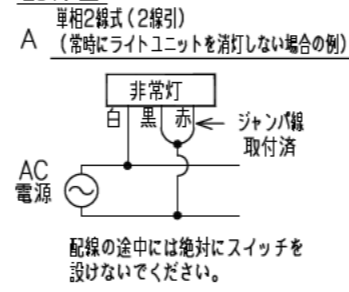 単相2線式(2線引)
A (常時にライトユニットを消灯しない場合の例)
非常灯
白 黒 赤
ジャンパ線
取付済
AC
電源
配線の途中には絶対にスイッチを
設けないでください。